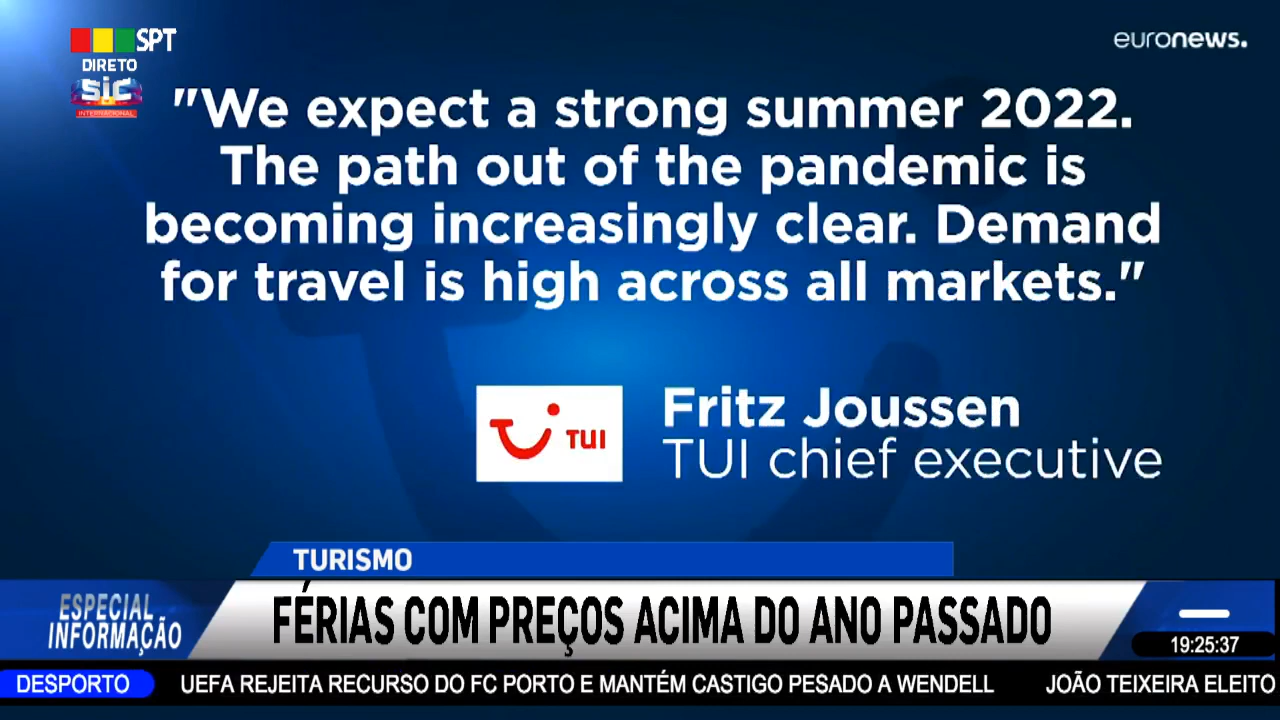 SPT
euronews.
DIRETO
SIC
INTERNACIONAL
"We expect a strong summer 2022.
The path out of the pandemic is
becoming increasingly clear. Demand
for travel is high across all markets."
TUI
Fritz Joussen
TUI chief executive
TURISMO
ESPECIAL
INFORMAÇÃO
FÉRIAS COM PREÇOS ACIMA DO ANO PASSADO
19:25:37
DESPORTO UEFA REJEITA RECURSO DO FC PORTO E MANTÉM CASTIGO PESADO A WENDELL JOÃO TEIXEIRA ELEITO